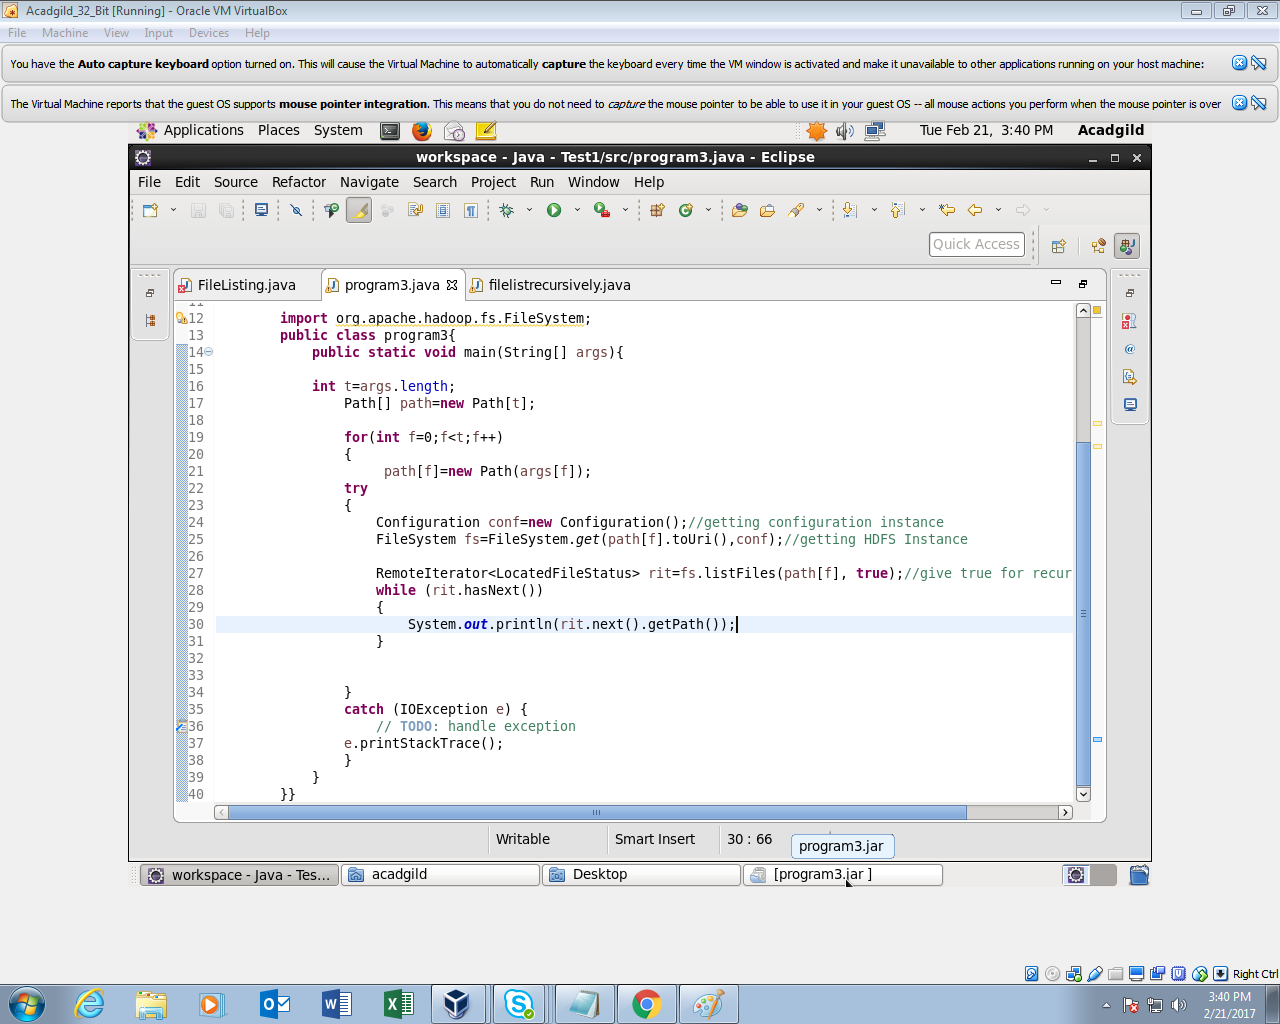 Acadgild_32_Bit [Running] - Oracle VM VirtualBox
File Machine View Input Devices Help
You have the Auto capture keyboard option turned on. This will cause the Virtual Machine to automatically capture the keyboard every time the VM window is activated and make it unavailable to other applications running on your host machine:
The Virtual Machine reports that the guest OS supports mouse pointer integration. This means that you do not need to capture the mouse pointer to be able to use it in your guest OS -- all mouse actions you perform when the mouse pointer is over
Applications Places System Tue Feb 21, 3:40 PM Acadgild
workspace - Java - Test1/src/program3.java - Eclipse
File Edit Source Refactor Navigate Search Project Run Window Help
Quick Access
FileListing.java program3.java filelistrecursively.java
11
12 import org.apache.hadoop.fs.FileSystem;
13 public class program3{
14 public static void main(String[] args){
15
16 int t=args.length;
17 Path[] path=new Path[t];
18
19 for(int f=0;f<t;f++)
20 {
21 path[f]=new Path(args[f]);
22 try
23 {
24 Configuration conf=new Configuration();//getting configuration instance
25 FileSystem fs=FileSystem.get(path[f].toUri(),conf);//getting HDFS Instance
26
27 RemoteIterator<LocatedFileStatus> rit=fs.listFiles(path[f], true);//give true for recur
28 while (rit.hasNext())
29 {
30 System.out.println(rit.next().getPath());
31 }
32
33
34 }
35 catch (IOException e) {
36 // TODO: handle exception
37 e.printStackTrace();
38 }
39 }
40 }}
Writable Smart Insert 30 : 66
program3.jar
workspace - Java - Tes... acadgild Desktop [program3.jar ]
Right Ctrl
3:40 PM
2/21/2017